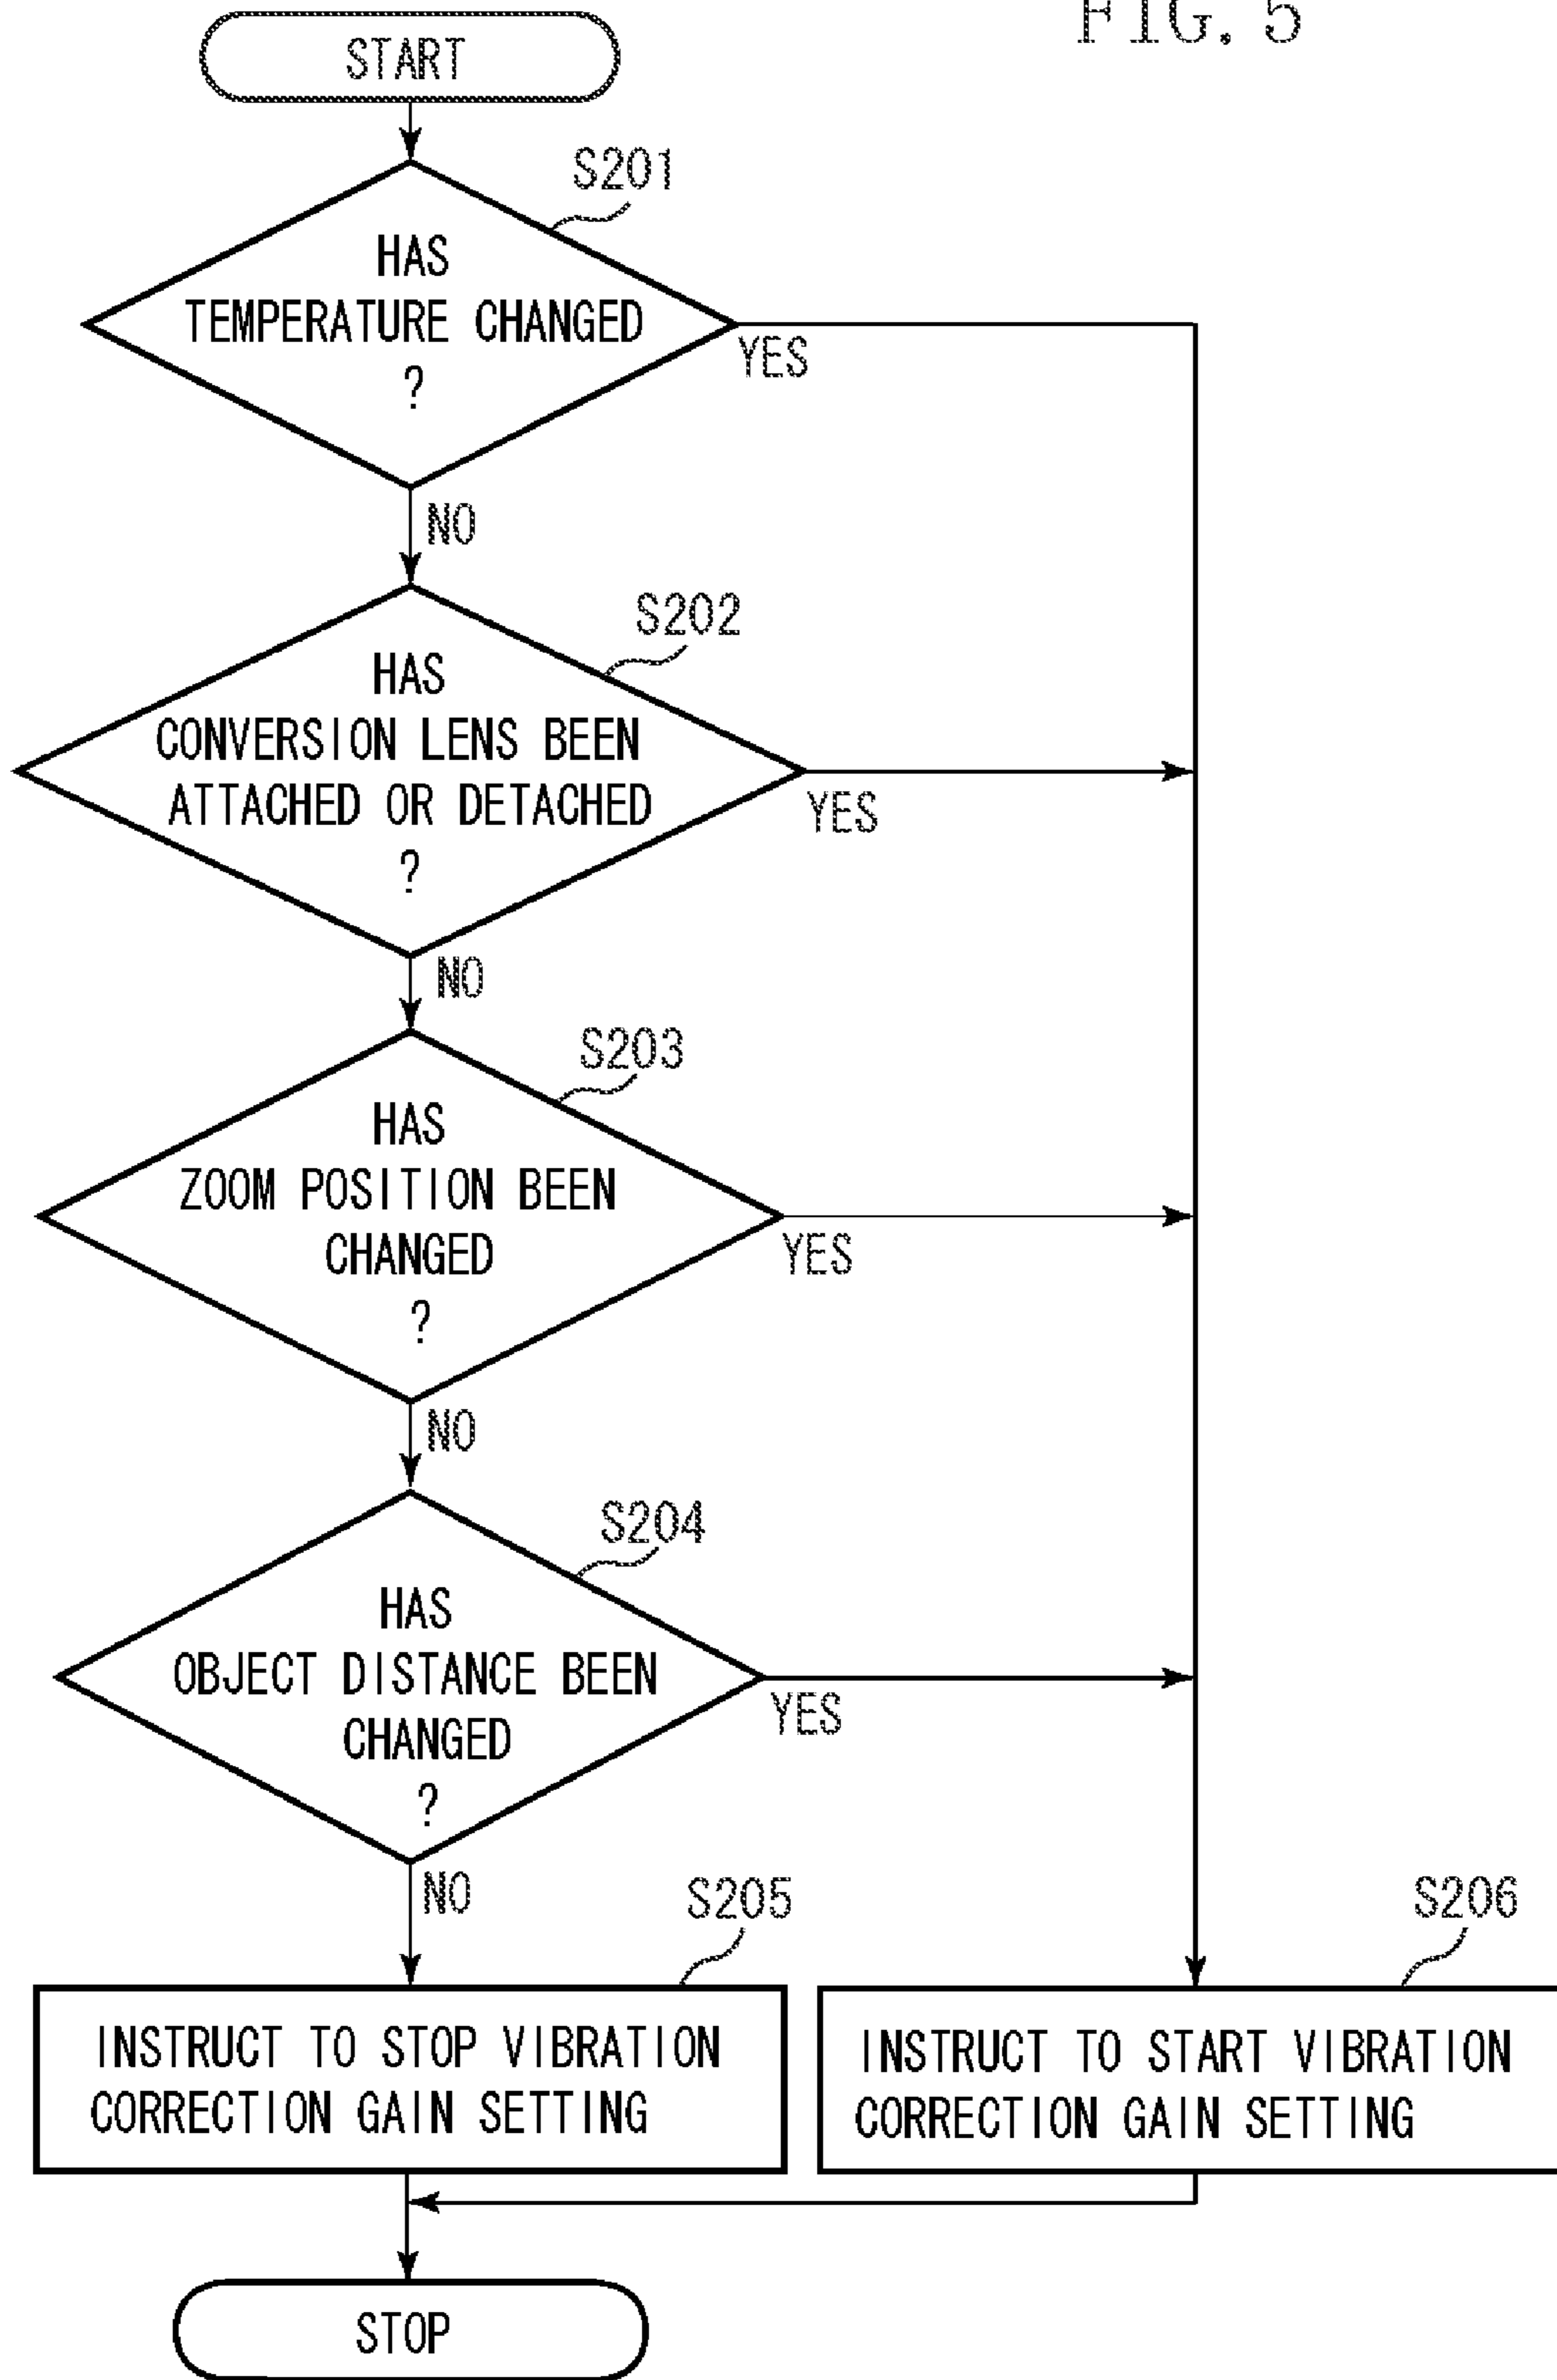 FIG. 5
START
S201
HAS
TEMPERATURE CHANGED
?
YES
NO
S202
HAS
CONVERSION LENS BEEN
ATTACHED OR DETACHED
?
YES
NO
S203
HAS
ZOOM POSITION BEEN
CHANGED
?
YES
NO
S204
HAS
OBJECT DISTANCE BEEN
CHANGED
?
YES
NO
S205
INSTRUCT TO STOP VIBRATION
CORRECTION GAIN SETTING
S206
INSTRUCT TO START VIBRATION
CORRECTION GAIN SETTING
STOP